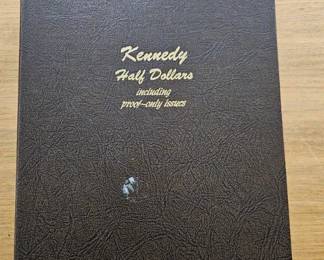 Kennedy
Half Dollars
including
proof-only issues